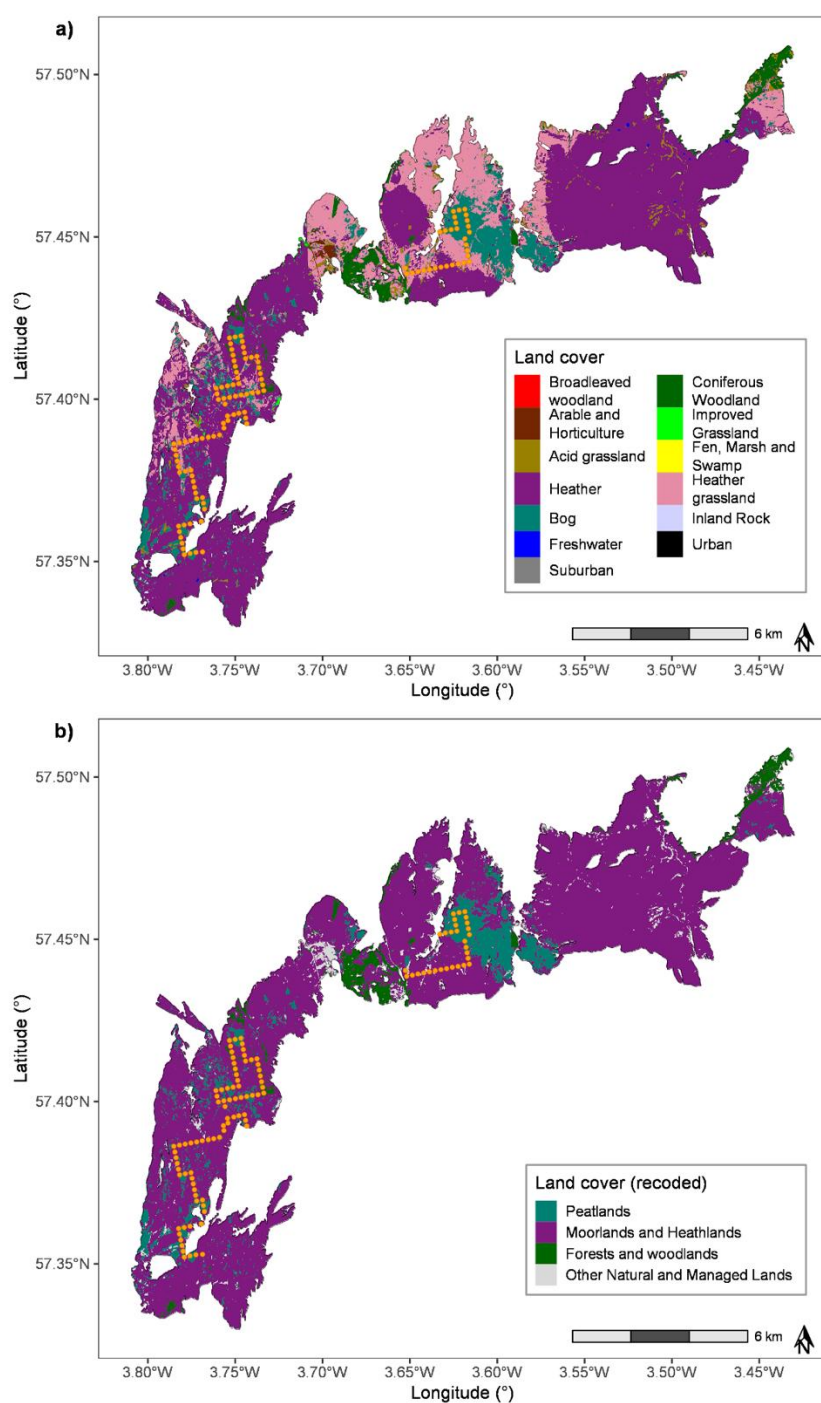 a)
57.50°N
57.45°N
57.40°N
57.35°N
Latitude (°)
Land cover
Broadleaved
woodland
Coniferous
Woodland
Arable and
Horticulture
Improved
Grassland
Acid grassland
Fen, Marsh and
Swamp
Heather
Heather
grassland
Bog
Inland Rock
Freshwater
Urban
Suburban
6 km
N
3.80°W 3.75°W 3.70°W 3.65°W 3.60°W 3.55°W 3.50°W 3.45°W
Longitude (°)
b)
57.50°N
57.45°N
57.40°N
57.35°N
Latitude (°)
Land cover (recoded)
Peatlands
Moorlands and Heathlands
Forests and woodlands
Other Natural and Managed Lands
6 km
N
3.80°W 3.75°W 3.70°W 3.65°W 3.60°W 3.55°W 3.50°W 3.45°W
Longitude (°)